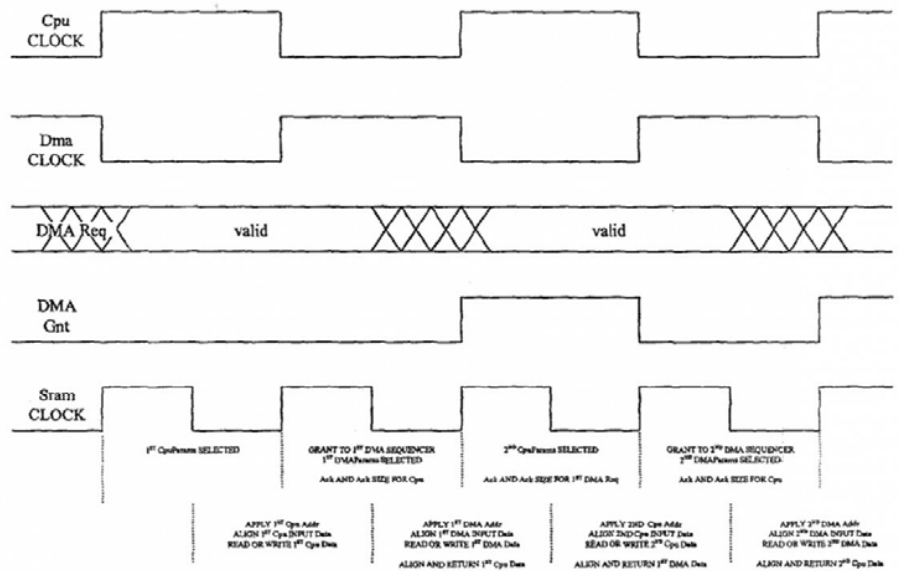 Cpu
CLOCK
Dma
CLOCK
DMA Req
valid
valid
DMA
Gnt
Sram
CLOCK
1ST CpuParams SELECTED
GRANT TO 1ST DMA SEQUENCER
1ST DMAParams SELECTED
Ack AND Ack SIZE FOR Cpu
2ND CpuParams SELECTED
Ack AND Ack SIZE FOR 1ST DMA Req
GRANT TO 2ND DMA SEQUENCER
2ND DMAParams SELECTED
Ack AND Ack SIZE FOR Cpu
APPLY 1ST Cpu Addr
ALIGN 1ST Cpu INPUT Data
READ OR WRITE 1ST Cpu Data
APPLY 1ST DMA Addr
ALIGN 1ST DMA INPUT Data
READ OR WRITE 1ST DMA Data
ALIGN AND RETURN 1ST Cpu Data
APPLY 2ND Cpu Addr
ALIGN 2ND Cpu INPUT Data
READ OR WRITE 2ND Cpu Data
ALIGN AND RETURN 1ST DMA Data
APPLY 2ND DMA Addr
ALIGN 2ND DMA INPUT Data
READ OR WRITE 2ND DMA Data
ALIGN AND RETURN 2ND Cpu Data